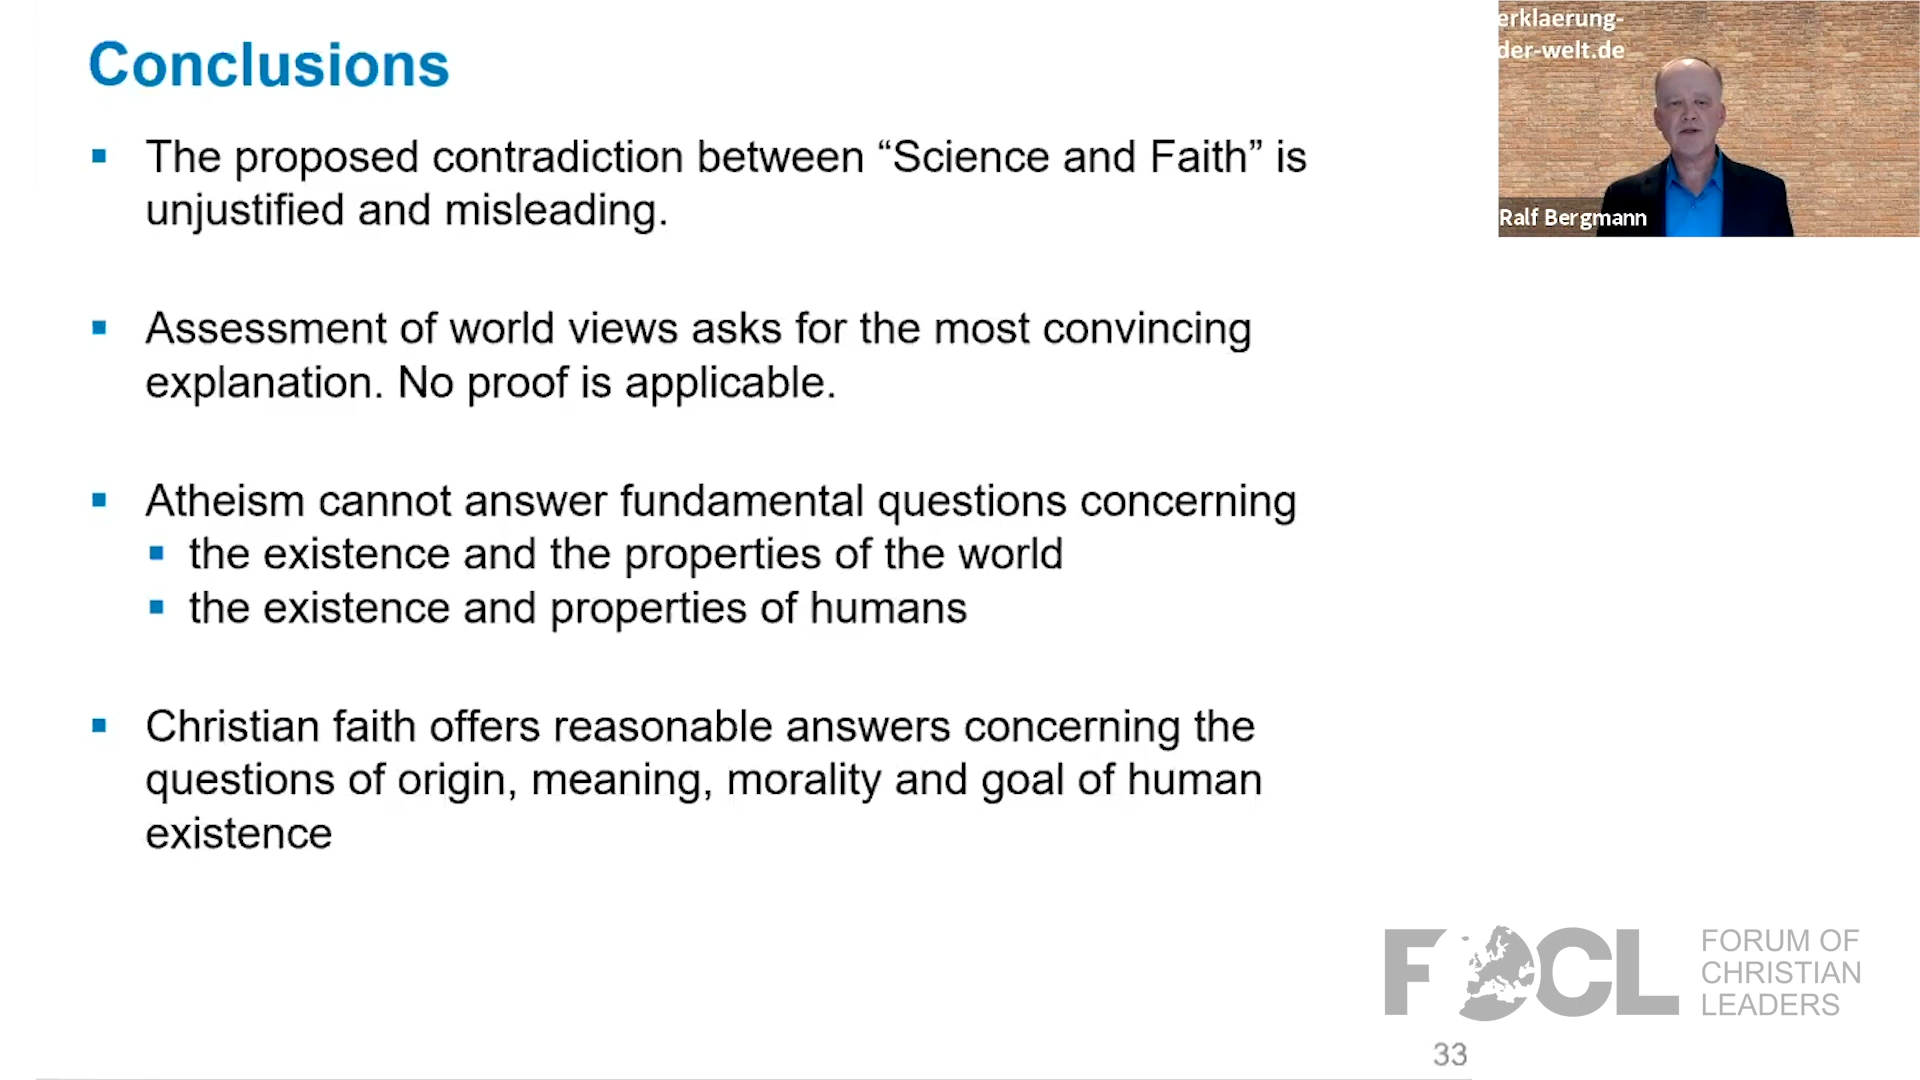 Conclusions
The proposed contradiction between “Science and Faith” is
unjustified and misleading.
Assessment of world views asks for the most convincing
explanation. No proof is applicable.
Atheism cannot answer fundamental questions concerning
the existence and the properties of the world
the existence and properties of humans
Christian faith offers reasonable answers concerning the
questions of origin, meaning, morality and goal of human
existence
erklaerung-
der-welt.de
Ralf Bergmann
FOCL
FORUM OF
CHRISTIAN
LEADERS
33